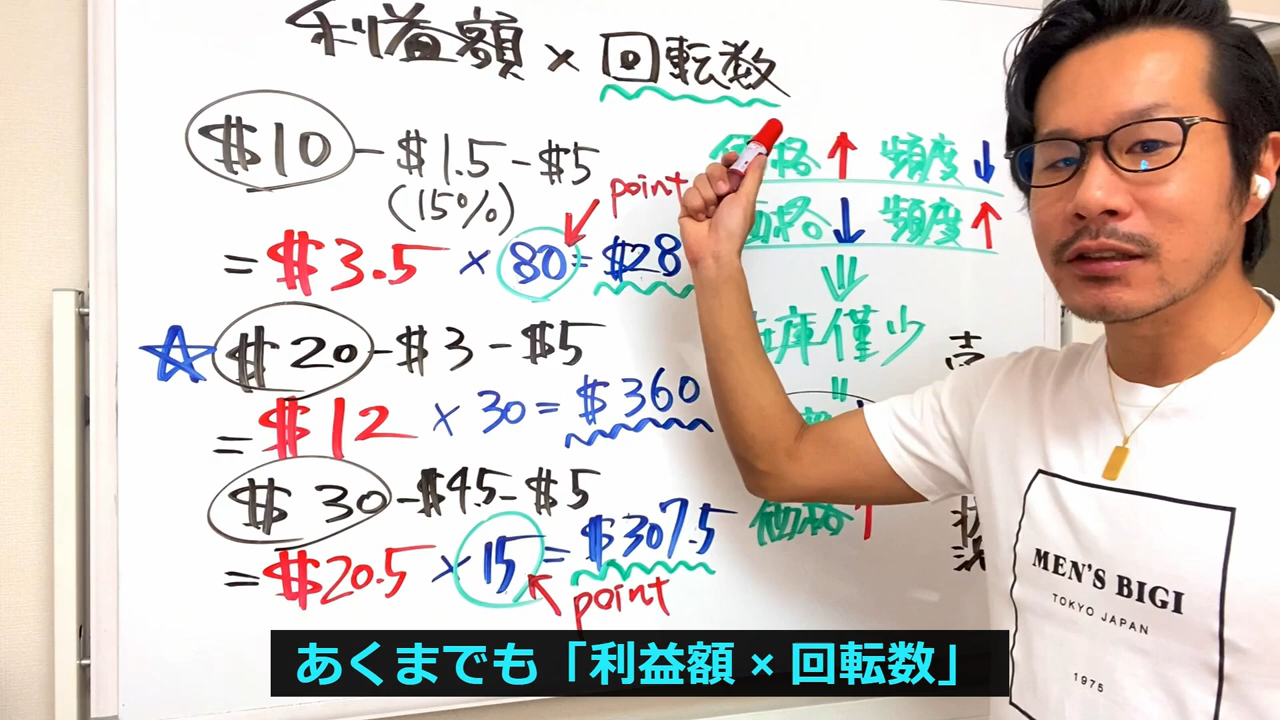 利益額 × 回転数
$10 - $1.5 - $5
(15%)
point
= $3.5 × 80 = $28
$20 - $3 - $5
= $12 × 30 = $360
$30 - $4.5 - $5
= $20.5 × 15 = $307.5
point
価格↑ 頻度↓
価格↓ 頻度↑
庫僅少
価格↑
MEN'S BIGI
TOKYO JAPAN
1975
あくまでも「利益額 × 回転数」